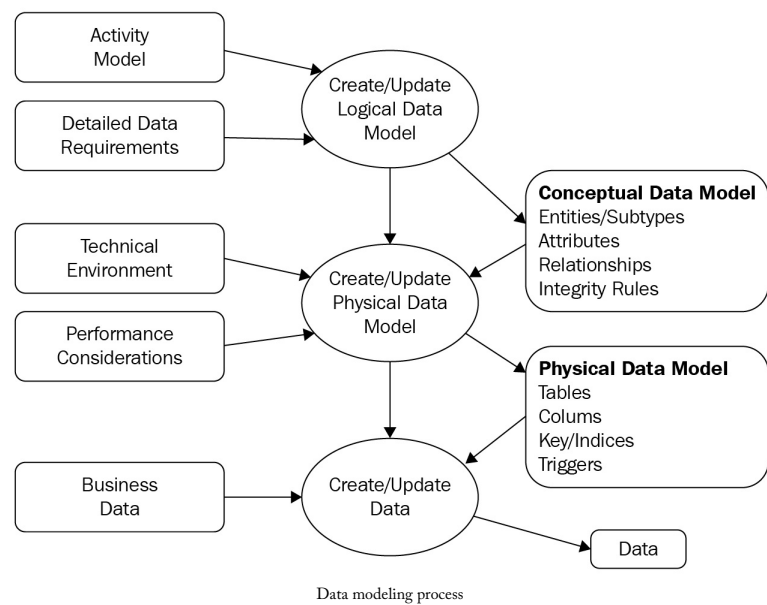 Activity
Model
Create/Update
Logical Data
Model
Detailed Data
Requirements
Conceptual Data Model
Entities/Subtypes
Attributes
Relationships
Integrity Rules
Technical
Environment
Create/Update
Physical Data
Model
Performance
Considerations
Physical Data Model
Tables
Colums
Key/Indices
Triggers
Business
Data
Create/Update
Data
Data
Data modeling process